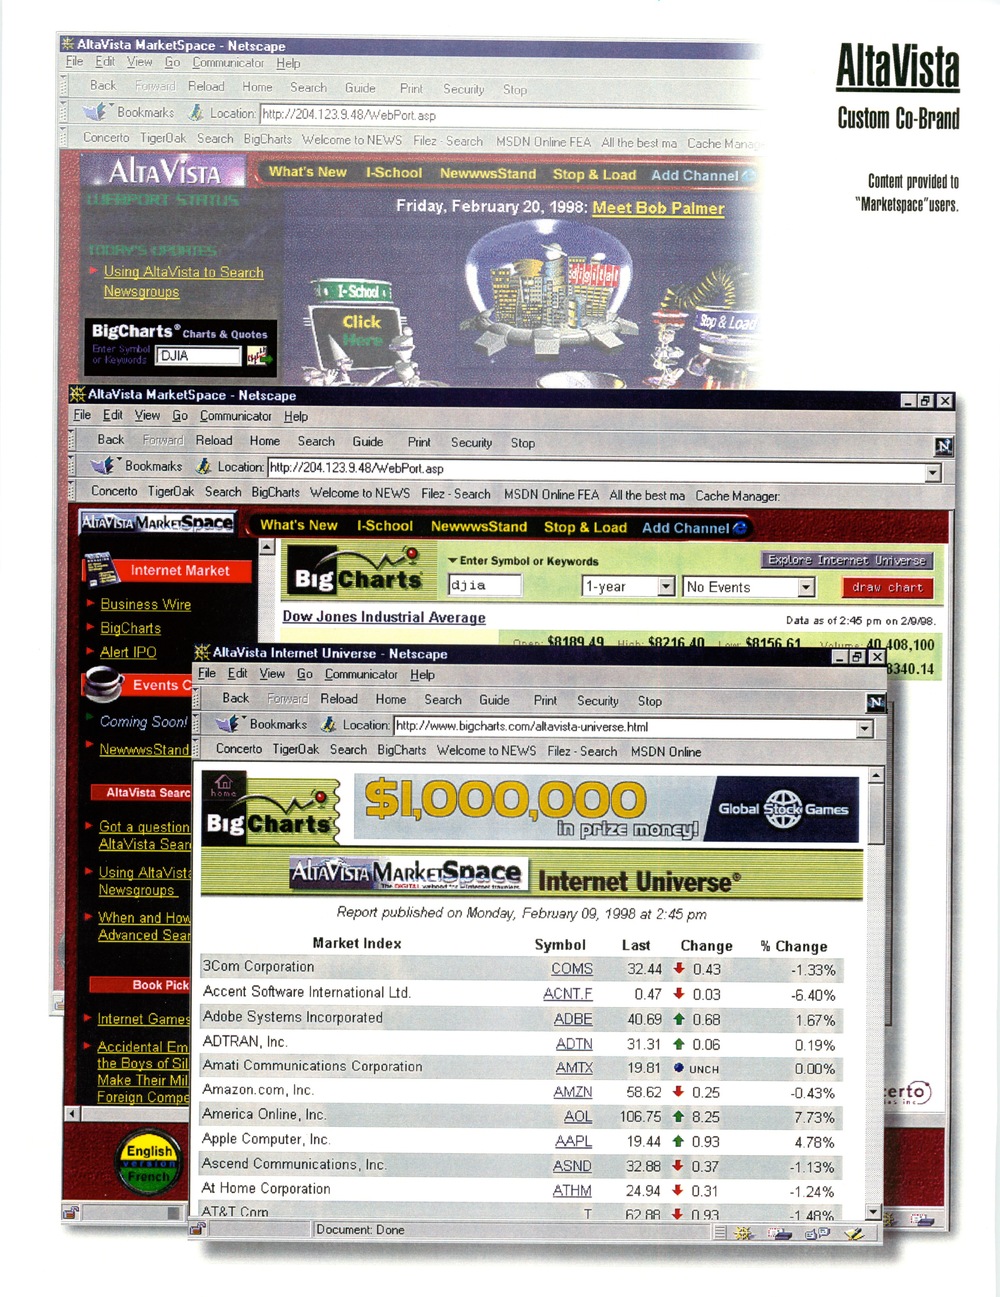 AltaVista
Custom Co-Brand
Content provided to
"Marketspace" users.
AltaVista MarketSpace - Netscape
File Edit View Go Communicator Help
Back Forward Reload Home Search Guide Print Security Stop
Bookmarks Location: http://204.123.9.48/WebPort.asp
Concerto TigerOak Search BigCharts Welcome to NEWS Filez - Search MSDN Online FEA All the best ma Cache Manag
ALTAVISTA What's New I-School NewwwsStand Stop & Load Add Channel
WEBPORT STATUS
Friday, February 20, 1998: Meet Bob Palmer
TODAY'S UPDATES
Using AltaVista to Search
Newsgroups
digital
I-School
Click
Here
Stop & Load
BigCharts® Charts & Quotes
Enter Symbol
or Keywords DJIA
AltaVista MarketSpace - Netscape
File Edit View Go Communicator Help
Back Forward Reload Home Search Guide Print Security Stop
N
Bookmarks Location: http://204.123.9.48/WebPort.asp
Concerto TigerOak Search BigCharts Welcome to NEWS Filez - Search MSDN Online FEA All the best ma Cache Manager:
ALTAVISTA MARKETSPACE What's New I-School NewwwsStand Stop & Load Add Channel
Internet Market
Business Wire
BigCharts
Alert IPO
Events C
Coming Soon!
NewwwsStand
AltaVista Searc
Got a question
AltaVista Sear
Using AltaVista
Newsgroups
When and How
Advanced Sear
Book Pick
Internet Games
Accidental Em
the Boys of Sil
Make Their Mil
Foreign Compe
English
version
French
BigCharts
Enter Symbol or Keywords
Explore Internet Universe
djia 1-year No Events draw chart
Dow Jones Industrial Average
Data as of 2:45 pm on 2/9/98.
Open: $8189.49 High: $8216.40 Low: $8156.61 Volume: 40,408,100
8340.14
certo
AltaVista Internet Universe - Netscape
File Edit View Go Communicator Help
Back Forward Reload Home Search Guide Print Security Stop
N
Bookmarks Location: http://www.bigcharts.com/altavista-universe.html
Concerto TigerOak Search BigCharts Welcome to NEWS Filez - Search MSDN Online
home
BigCharts
$1,000,000
in prize money!
Global Stock Games
ALTAVISTA MARKETSPACE Internet Universe®
Report published on Monday, February 09, 1998 at 2:45 pm
Market Index Symbol Last Change % Change
3Com Corporation COMS 32.44 0.43 -1.33%
Accent Software International Ltd. ACNT.F 0.47 0.03 -6.40%
Adobe Systems Incorporated ADBE 40.69 0.68 1.67%
ADTRAN, Inc. ADTN 31.31 0.06 0.19%
Amati Communications Corporation AMTX 19.81 UNCH 0.00%
Amazon.com, Inc. AMZN 58.62 0.25 -0.43%
America Online, Inc. AOL 106.75 8.25 7.73%
Apple Computer, Inc. AAPL 19.44 0.93 4.78%
Ascend Communications, Inc. ASND 32.88 0.37 -1.13%
At Home Corporation ATHM 24.94 0.31 -1.24%
AT&T Corp T 62.88 0.93 -1.48%
Document: Done